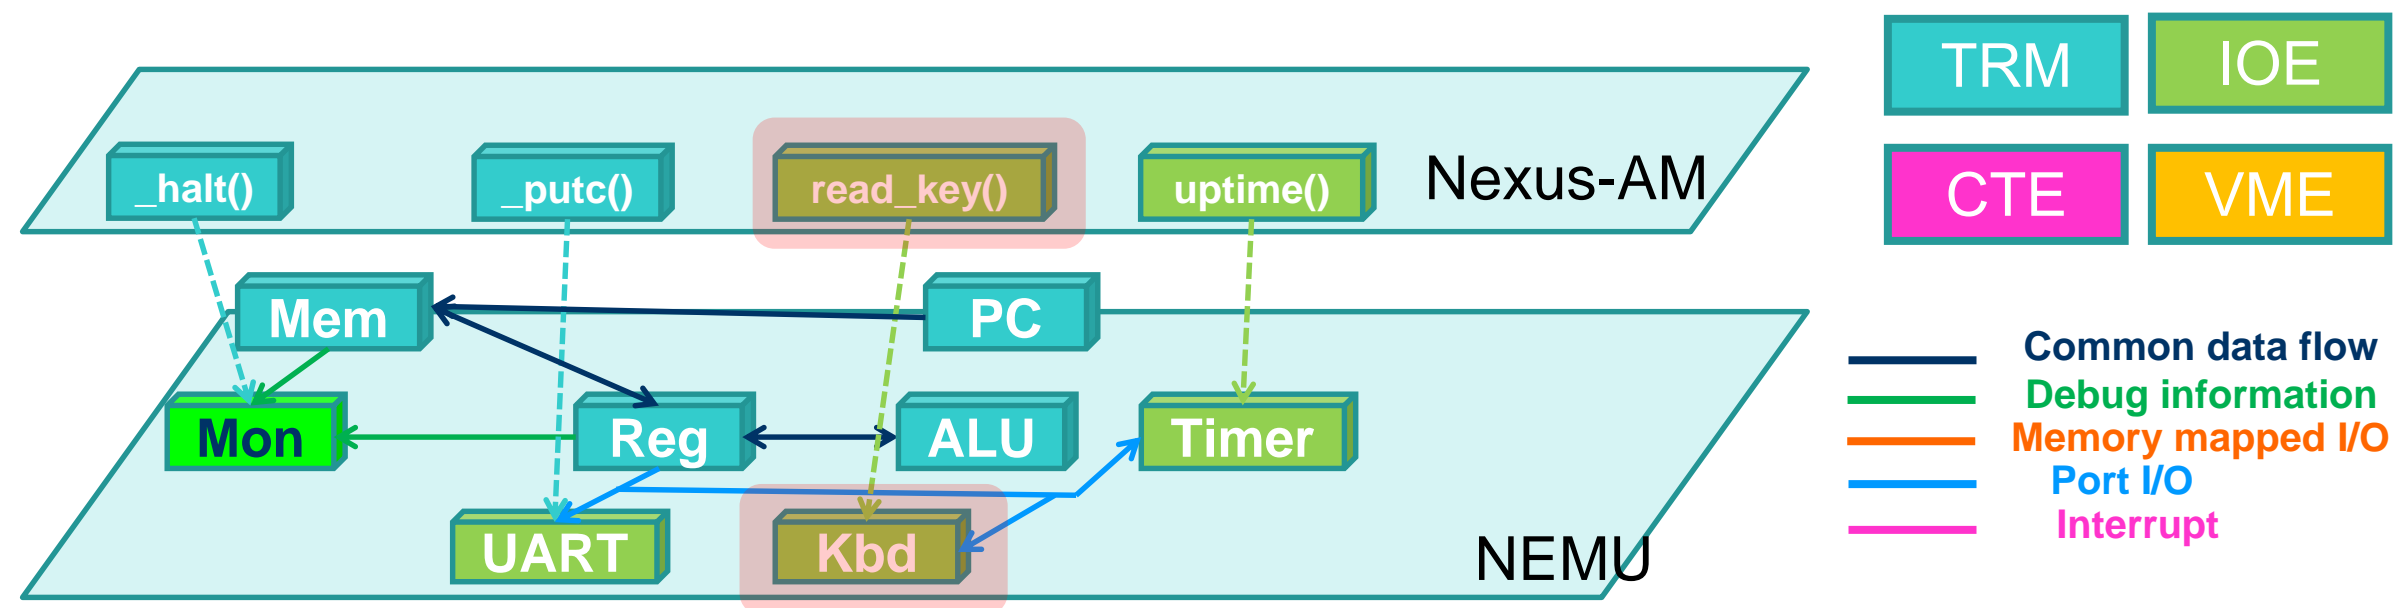 TRM
IOE
_halt()
_putc()
read_key()
uptime()
Nexus-AM
CTE
VME
Mem
PC
Common data flow
Debug information
Mon
Reg
ALU
Timer
Memory mapped I/O
Port I/O
UART
Kbd
NEMU
Interrupt